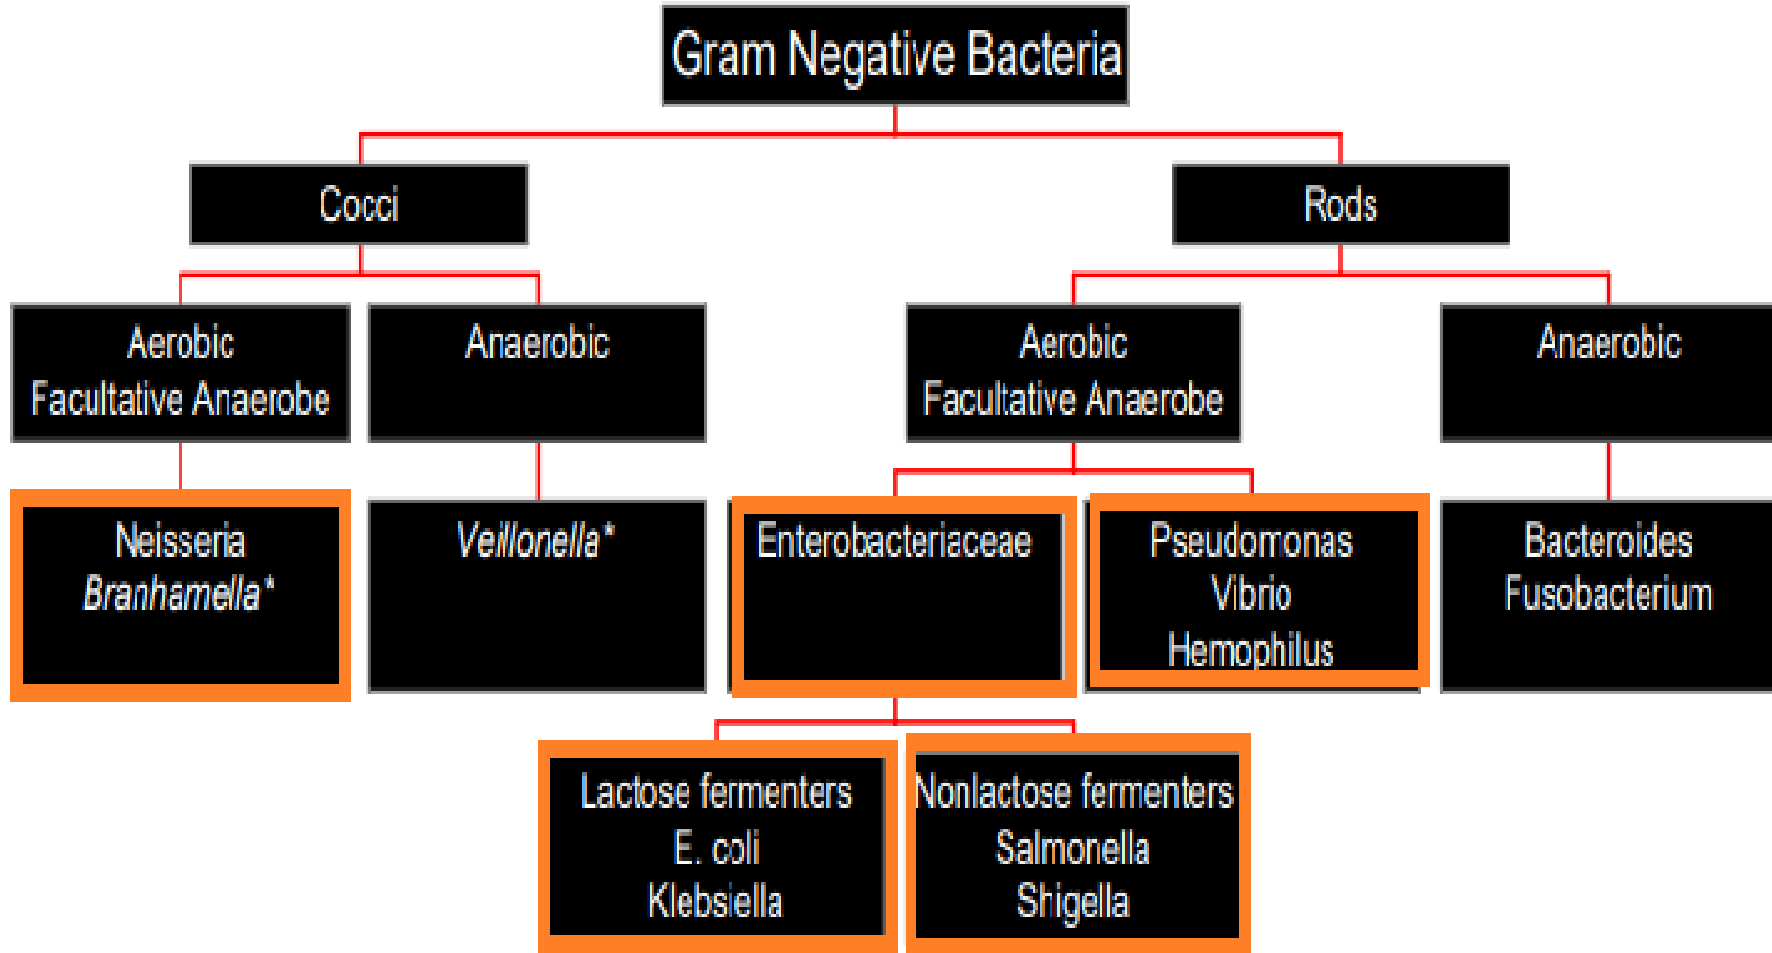 Gram Negative Bacteria
Cocci
Rods
Aerobic
Facultative Anaerobe
Anaerobic
Aerobic
Facultative Anaerobe
Anaerobic
Neisseria
Branhamella*
Veillonella*
Enterobacteriaceae
Pseudomonas
Vibrio
Hemophilus
Bacteroides
Fusobacterium
Lactose fermenters
E. coli
Klebsiella
Nonlactose fermenters
Salmonella
Shigella